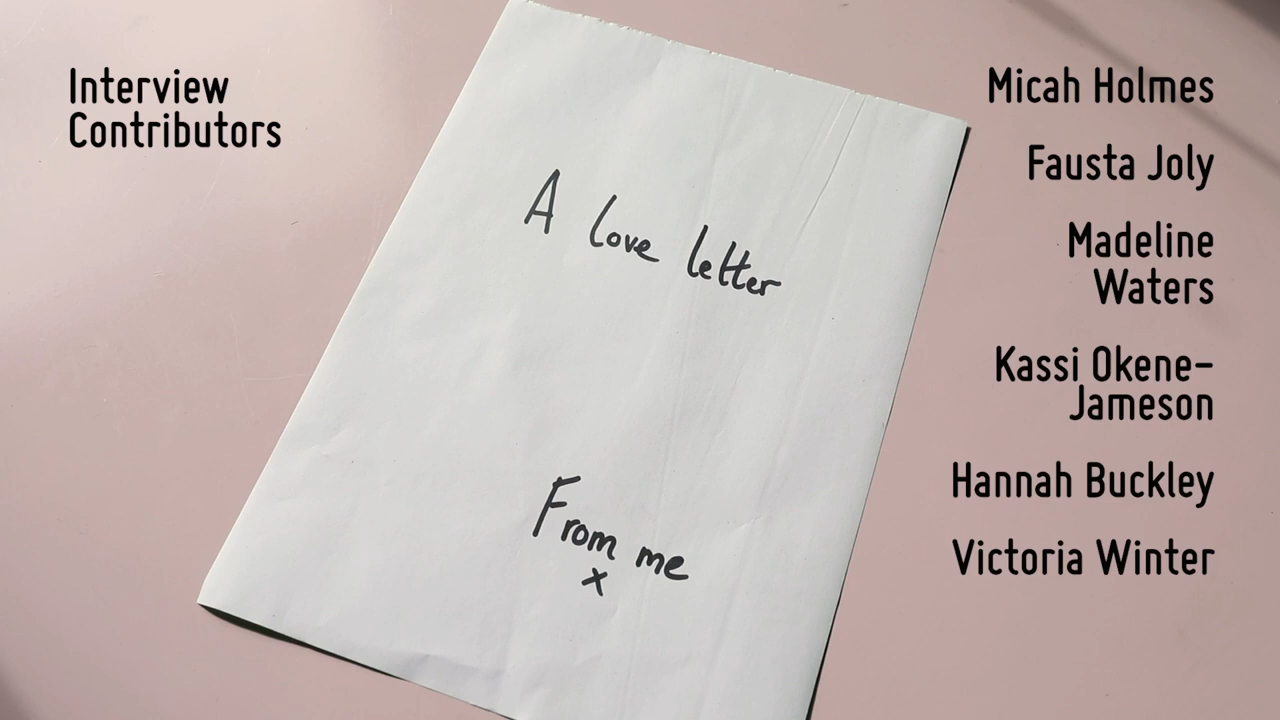 Interview
Contributors
A love letter
From me
x
Micah Holmes
Fausta Joly
Madeline
Waters
Kassi Okene-
Jameson
Hannah Buckley
Victoria Winter